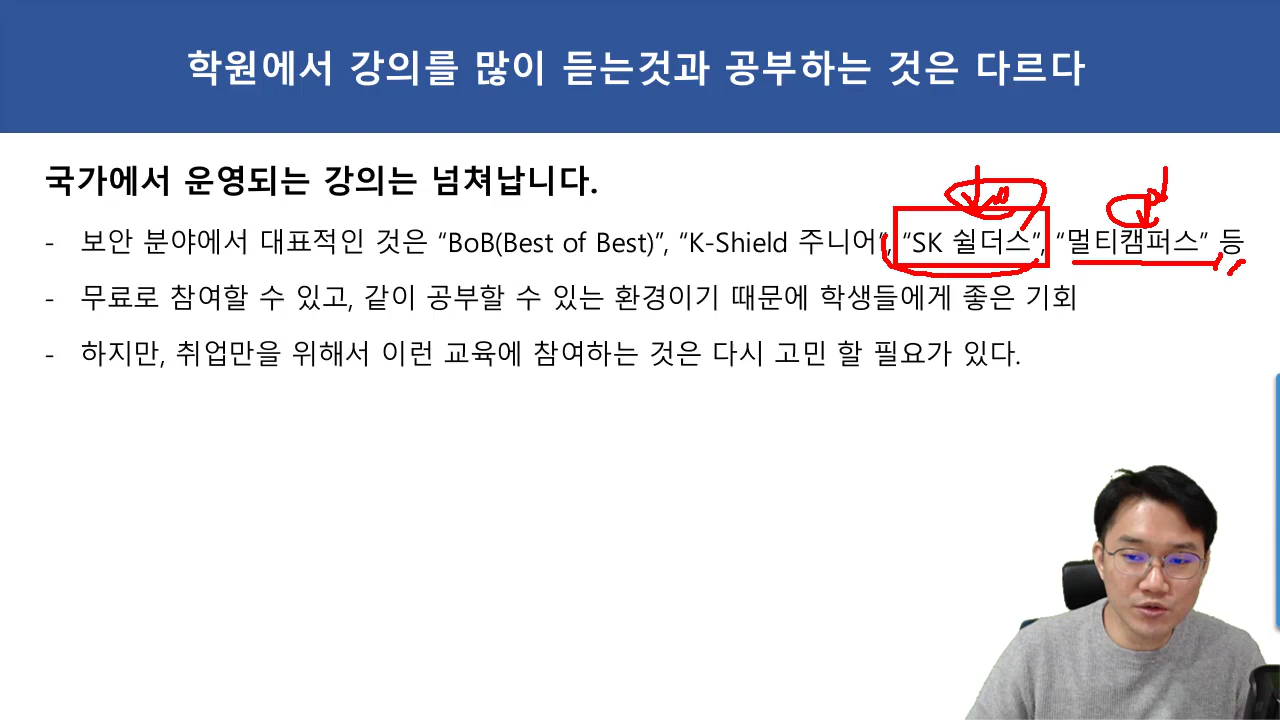 학원에서 강의를 많이 듣는것과 공부하는 것은 다르다
국가에서 운영되는 강의는 넘쳐납니다.
- 보안 분야에서 대표적인 것은 “BoB(Best of Best)”, “K-Shield 주니어”, “SK 쉴더스”, “멀티캠퍼스” 등
- 무료로 참여할 수 있고, 같이 공부할 수 있는 환경이기 때문에 학생들에게 좋은 기회
- 하지만, 취업만을 위해서 이런 교육에 참여하는 것은 다시 고민 할 필요가 있다.